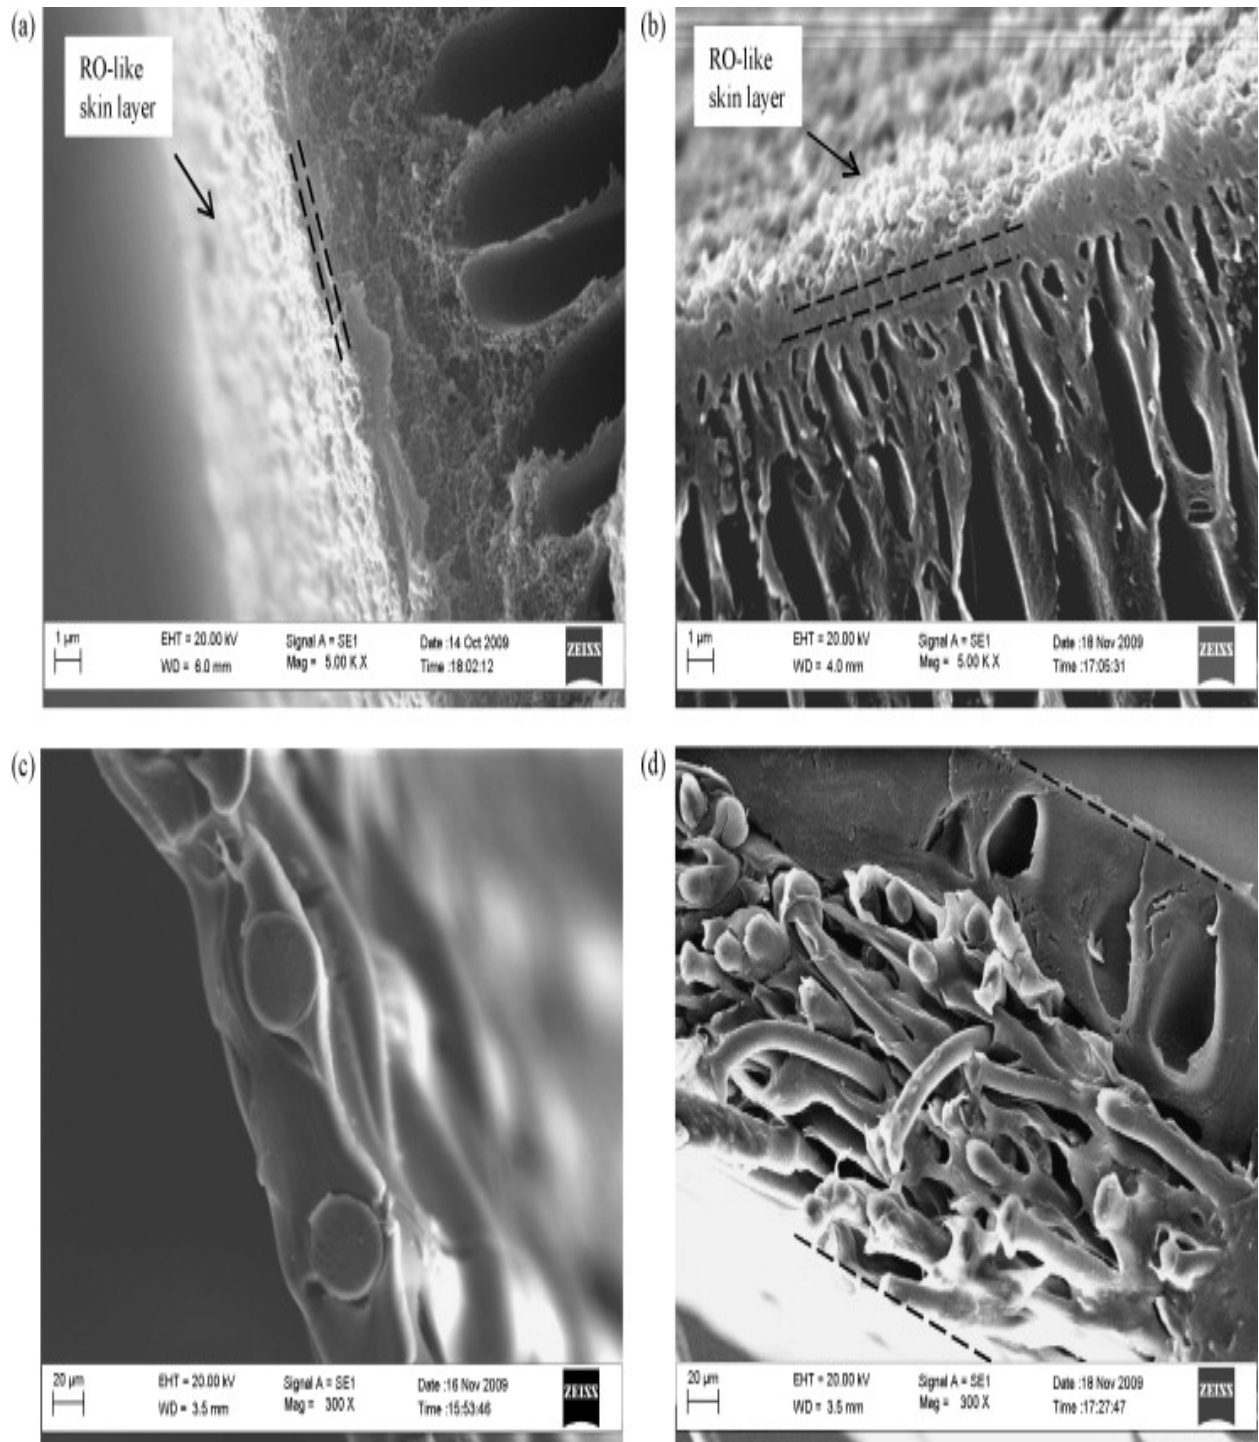 (a)
RO-like
skin layer
1 µm
EHT = 20.00 kV
WD = 6.0 mm
Signal A = SE1
Mag = 5.00 K X
Date :14 Oct 2009
Time :18:02:12
ZEISS
(b)
RO-like
skin layer
1 µm
EHT = 20.00 kV
WD = 4.0 mm
Signal A = SE1
Mag = 5.00 K X
Date :18 Nov 2009
Time :17:05:31
ZEISS
(c)
20 µm
EHT = 20.00 kV
WD = 3.5 mm
Signal A = SE1
Mag = 300 X
Date :16 Nov 2009
Time :15:53:46
ZEISS
(d)
20 µm
EHT = 20.00 kV
WD = 3.5 mm
Signal A = SE1
Mag = 300 X
Date :18 Nov 2009
Time :17:27:47
ZEISS